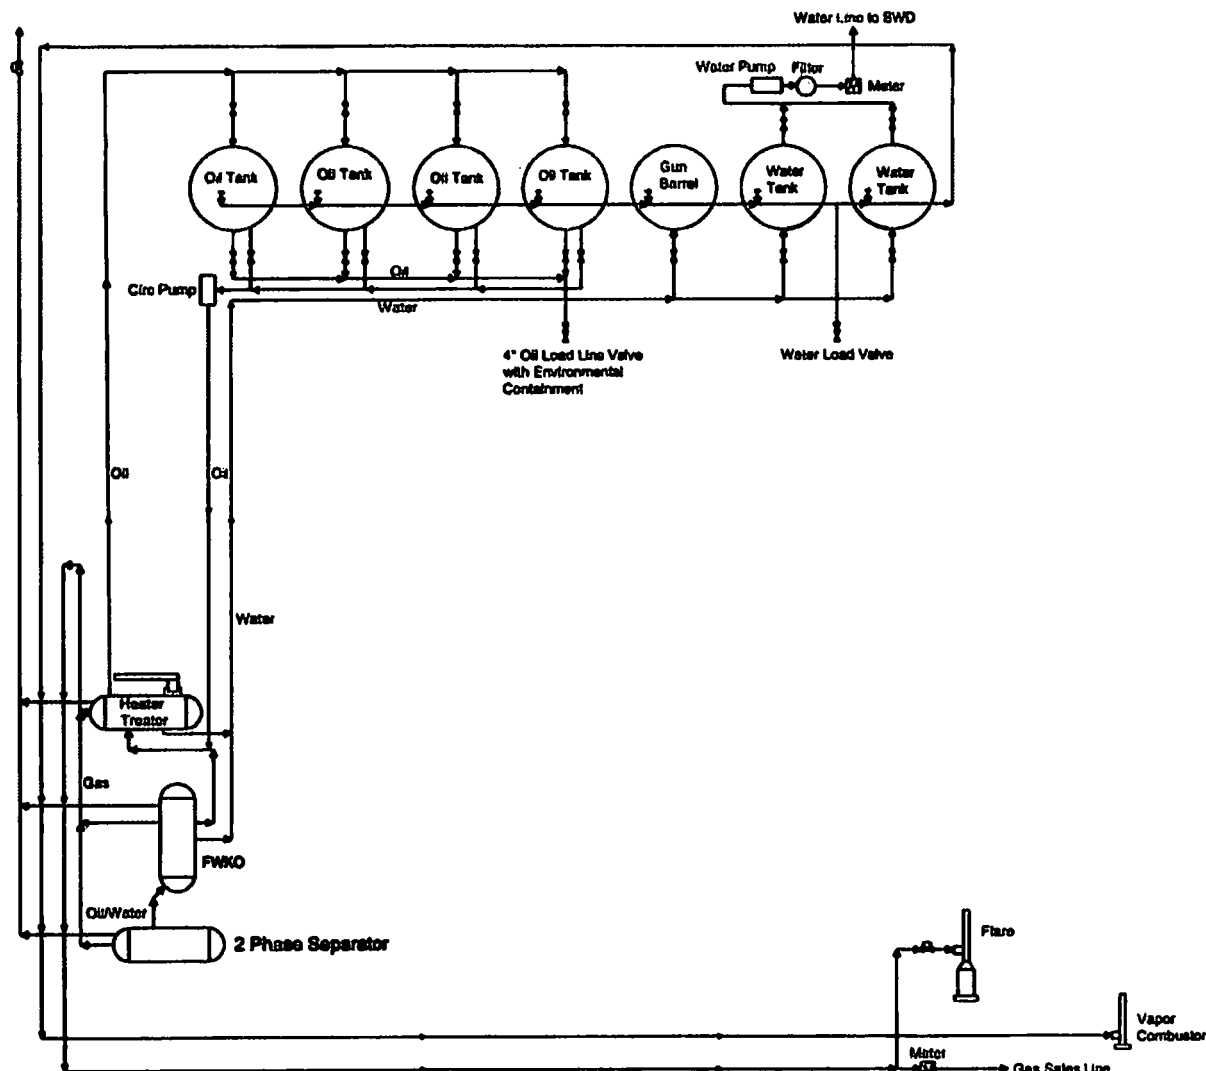 Water Line to SWD
Water Pump
Filter
Meter
Oil Tank
Oil Tank
Oil Tank
Oil Tank
Gun
Barrel
Water
Tank
Water
Tank
Oil
Circ Pump
Water
4" Oil Load Line Valve
with Environmental
Containment
Water Load Valve
Oil
Oil
Water
Heater
Treator
Gas
FWKO
Oil/Water
2 Phase Separator
Flare
Vapor
Combustor
Meter
Gas Sales Line